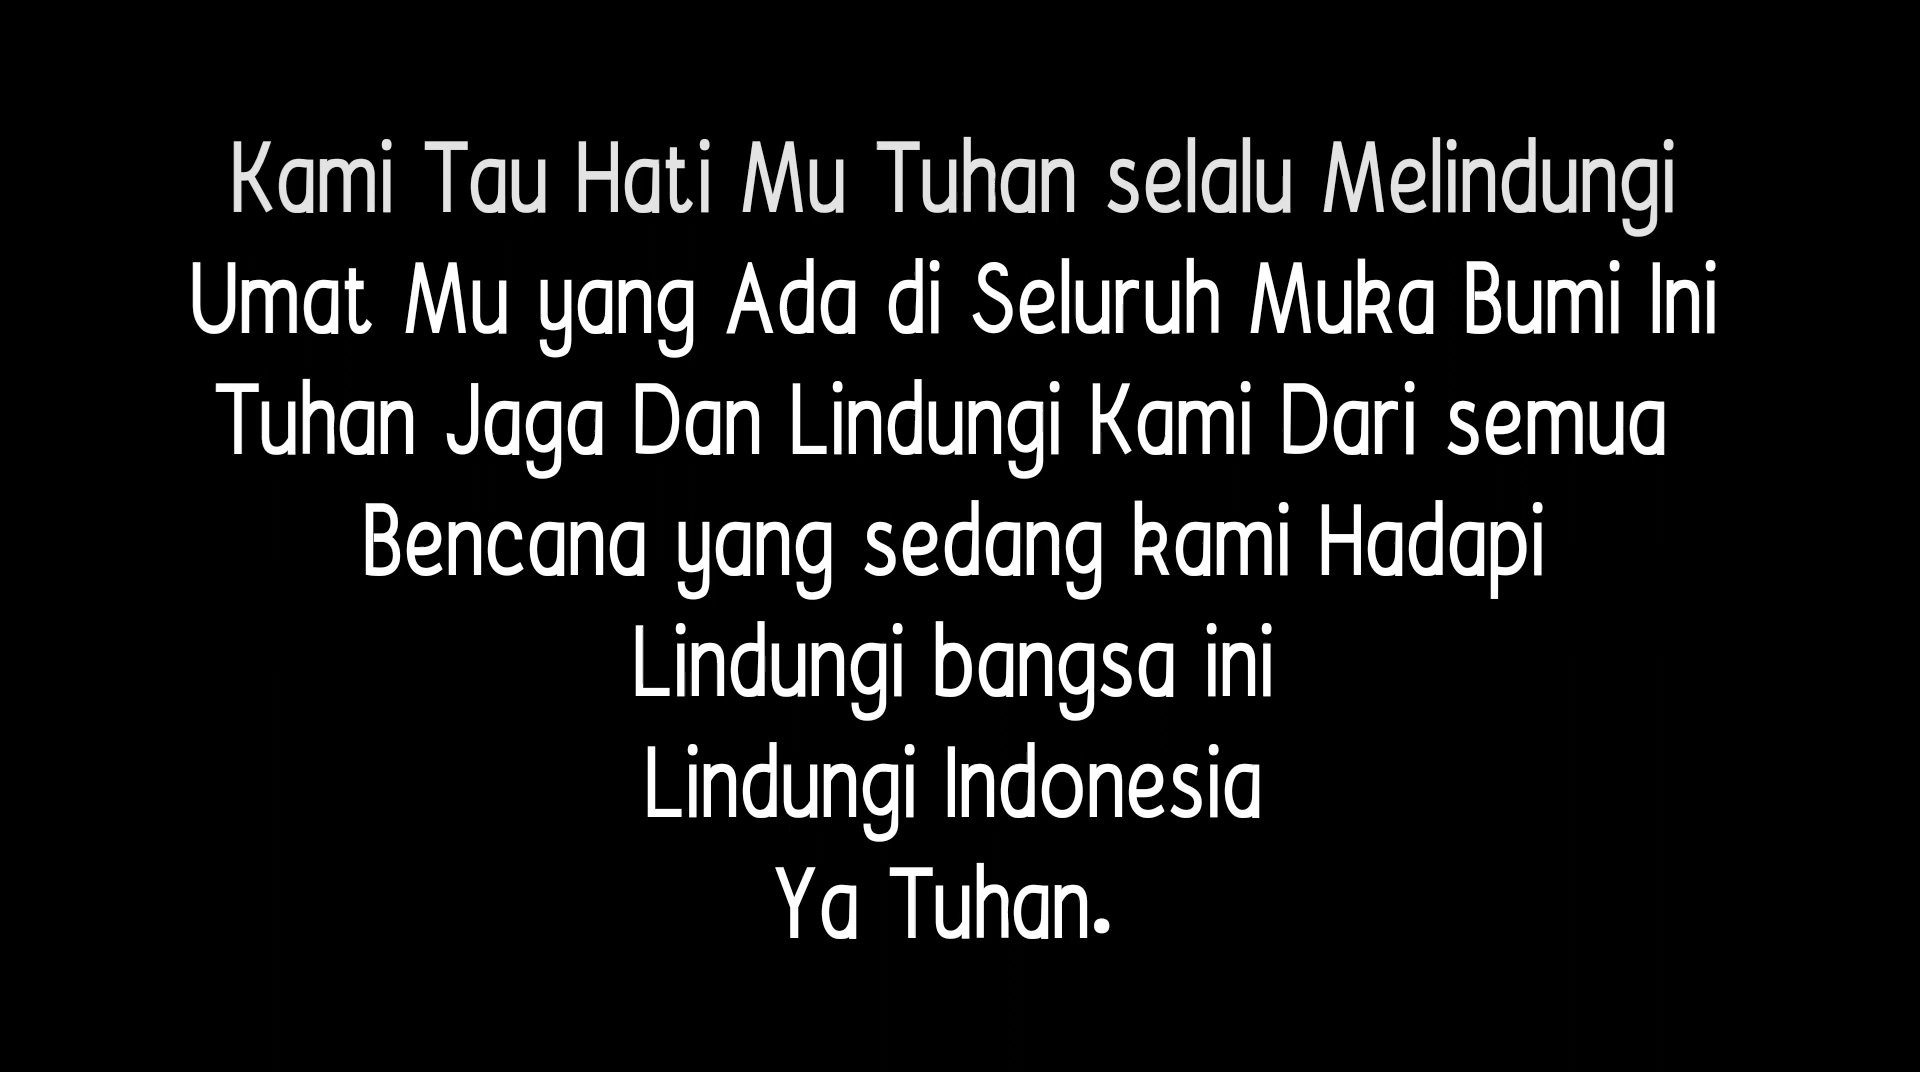 Kami Tau Hati Mu Tuhan selalu Melindungi
Umat Mu yang Ada di Seluruh Muka Bumi Ini
Tuhan Jaga Dan Lindungi Kami Dari semua
Bencana yang sedang kami Hadapi
Lindungi bangsa ini
Lindungi Indonesia
Ya Tuhan.